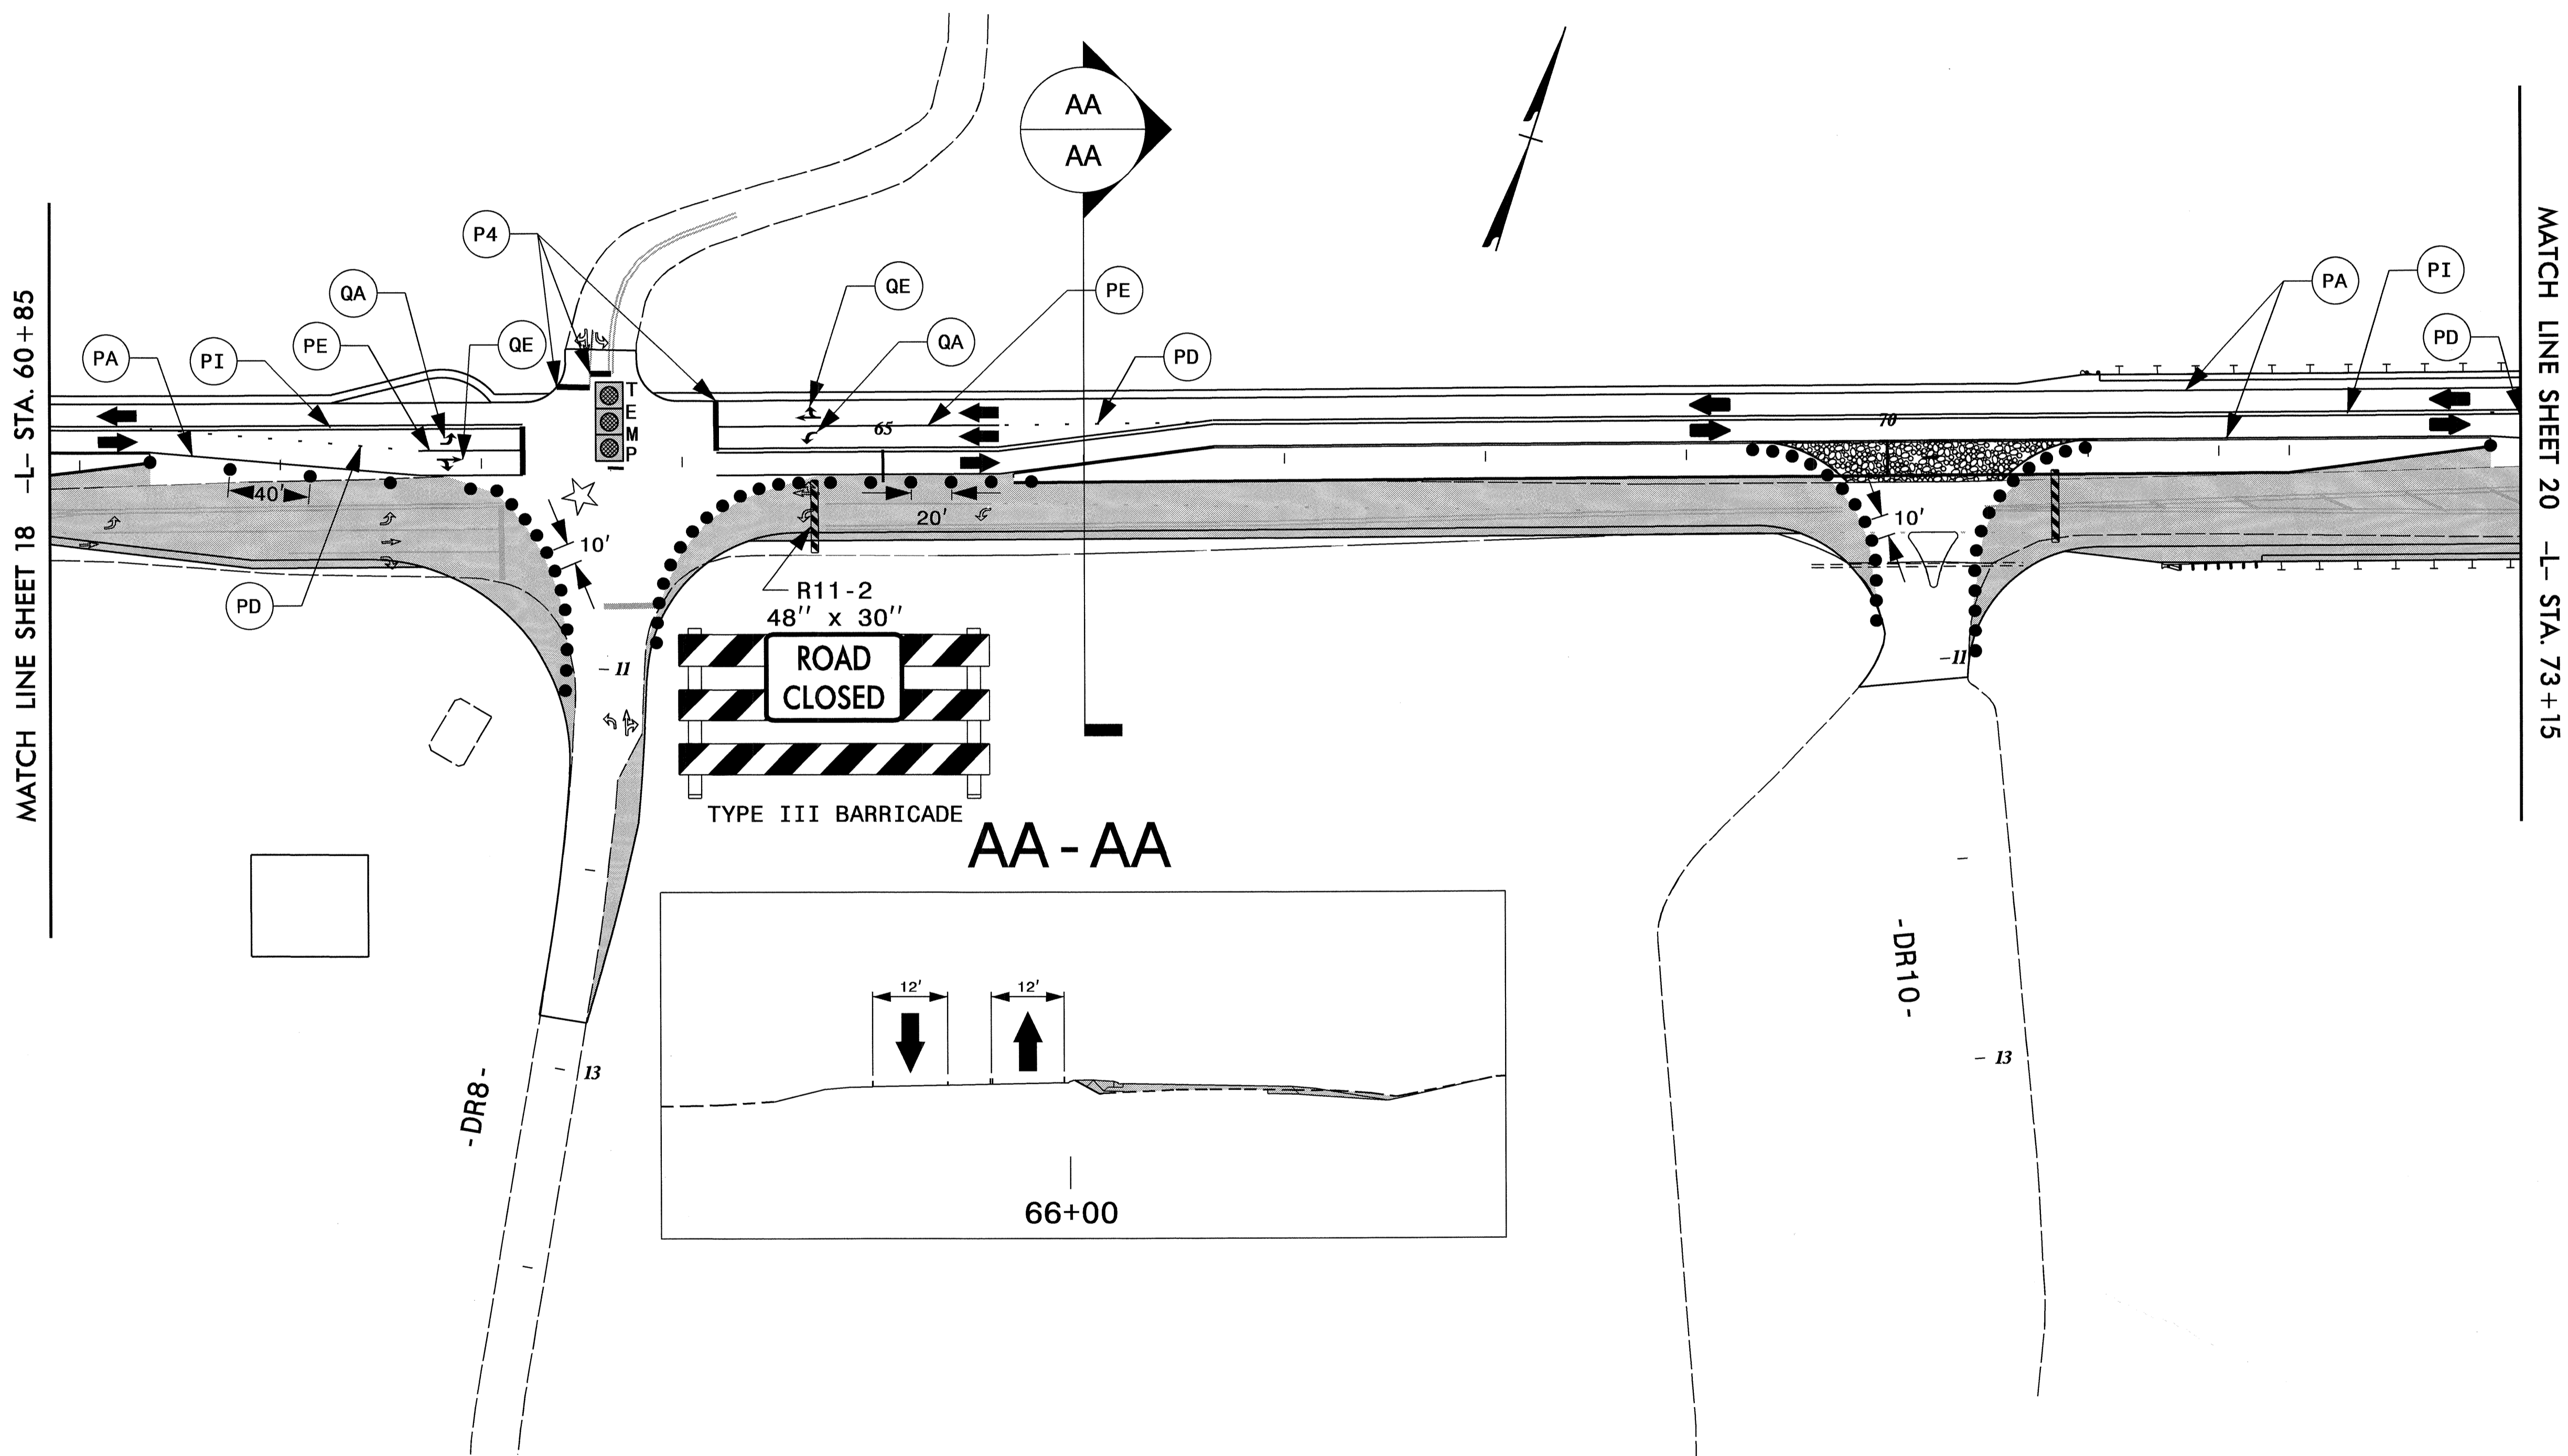 AA
AA
P4
QA
QE
PE
PA
PI
PE
QE
QA
PD
PA
PI
PD
T
E
M
P
65
70
40'
10'
20'
10'
PD
R11-2
48" x 30"
ROAD
CLOSED
TYPE III BARRICADE
11
11
AA-AA
12'
12'
66+00
-DR8-
13
-DR10-
13
MATCH LINE SHEET 18 -L- STA. 60+85
MATCH LINE SHEET 20 -L- STA. 73+15